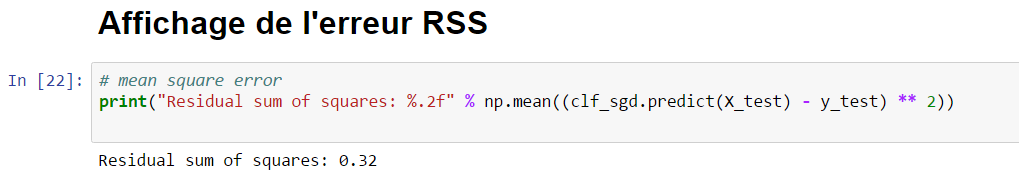 Affichage de l'erreur RSS
In [22]: # mean square error
print("Residual sum of squares: %.2f" % np.mean((clf_sgd.predict(X_test) - y_test) ** 2))
Residual sum of squares: 0.32